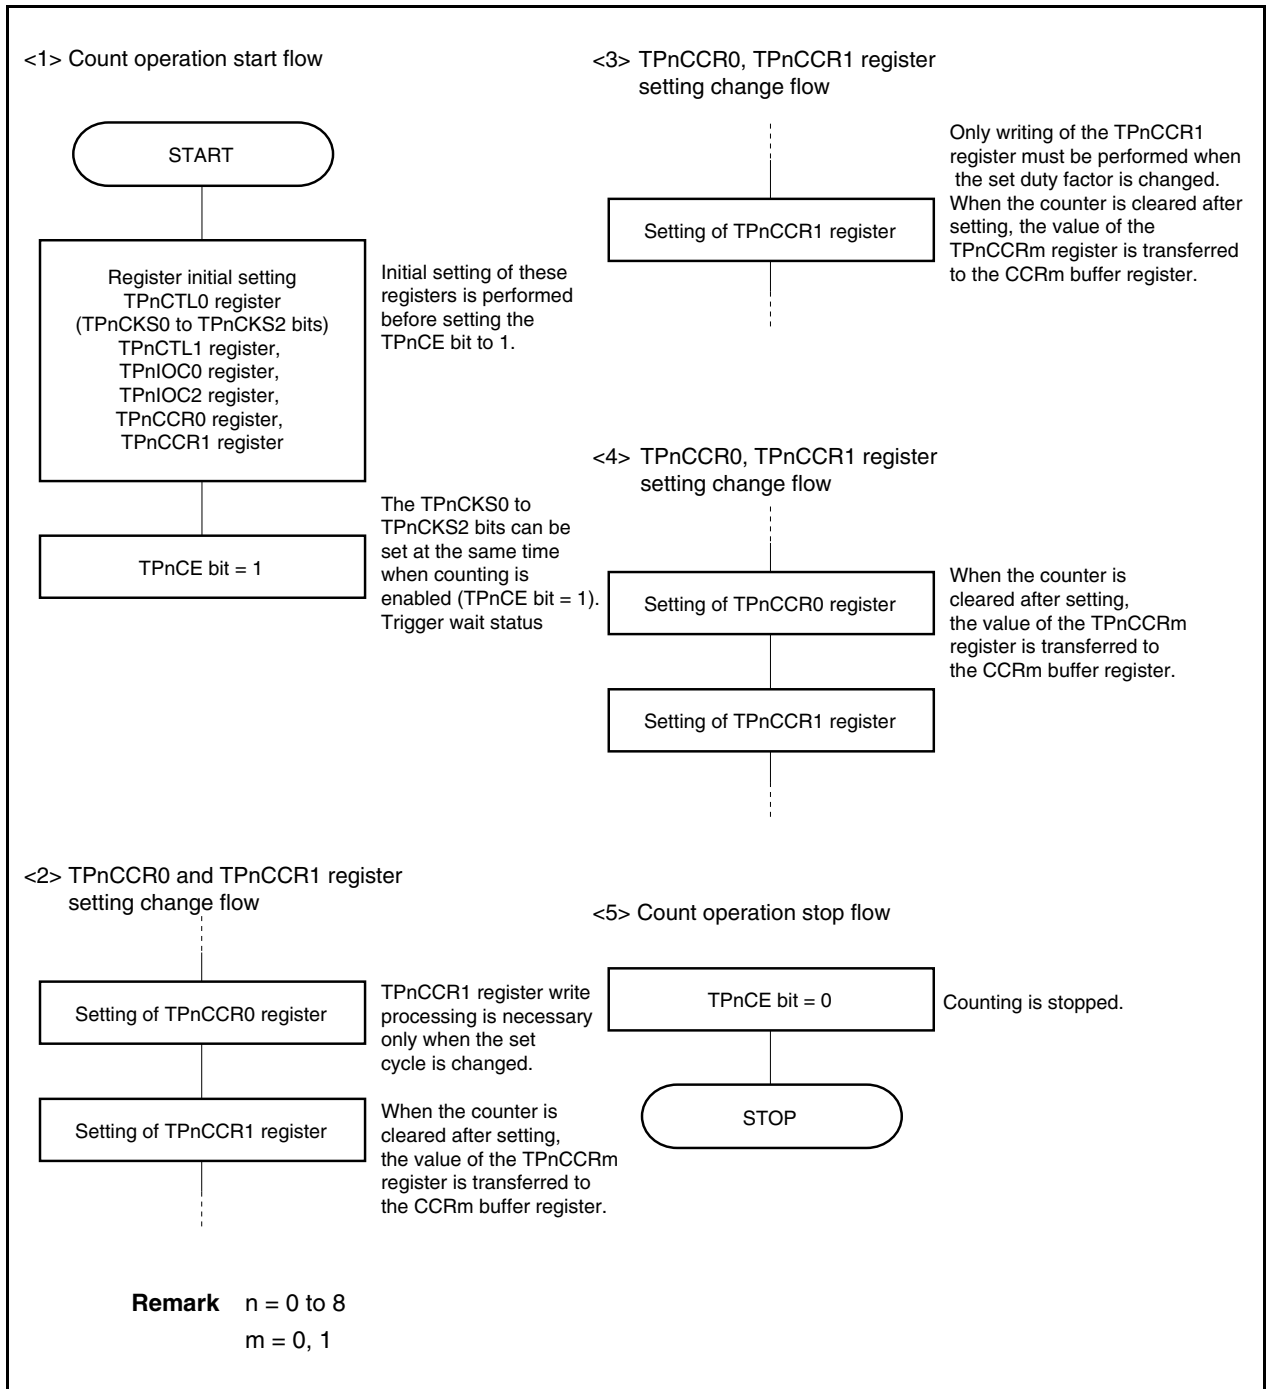 <1> Count operation start flow
START
Register initial setting
TPnCTL0 register
(TPnCKS0 to TPnCKS2 bits)
TPnCTL1 register,
TPnIOC0 register,
TPnIOC2 register,
TPnCCR0 register,
TPnCCR1 register
Initial setting of these
registers is performed
before setting the
TPnCE bit to 1.
TPnCE bit = 1
The TPnCKS0 to
TPnCKS2 bits can be
set at the same time
when counting is
enabled (TPnCE bit = 1).
Trigger wait status
<2> TPnCCR0 and TPnCCR1 register
setting change flow
Setting of TPnCCR0 register
TPnCCR1 register write
processing is necessary
only when the set
cycle is changed.
Setting of TPnCCR1 register
When the counter is
cleared after setting,
the value of the TPnCCRm
register is transferred to
the CCRm buffer register.
<3> TPnCCR0, TPnCCR1 register
setting change flow
Setting of TPnCCR1 register
Only writing of the TPnCCR1
register must be performed when
the set duty factor is changed.
When the counter is cleared after
setting, the value of the
TPnCCRm register is transferred
to the CCRm buffer register.
<4> TPnCCR0, TPnCCR1 register
setting change flow
Setting of TPnCCR0 register
When the counter is
cleared after setting,
the value of the TPnCCRm
register is transferred to
the CCRm buffer register.
Setting of TPnCCR1 register
<5> Count operation stop flow
TPnCE bit = 0
Counting is stopped.
STOP
Remark n = 0 to 8
m = 0, 1